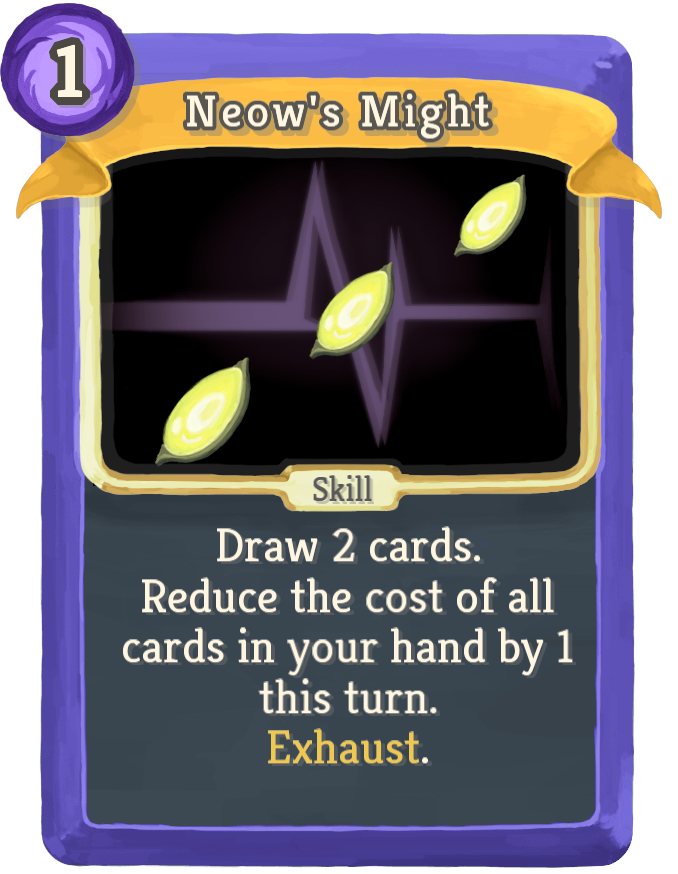 1
Neow's Might
Skill
Draw 2 cards.
Reduce the cost of all
cards in your hand by 1
this turn.
Exhaust.